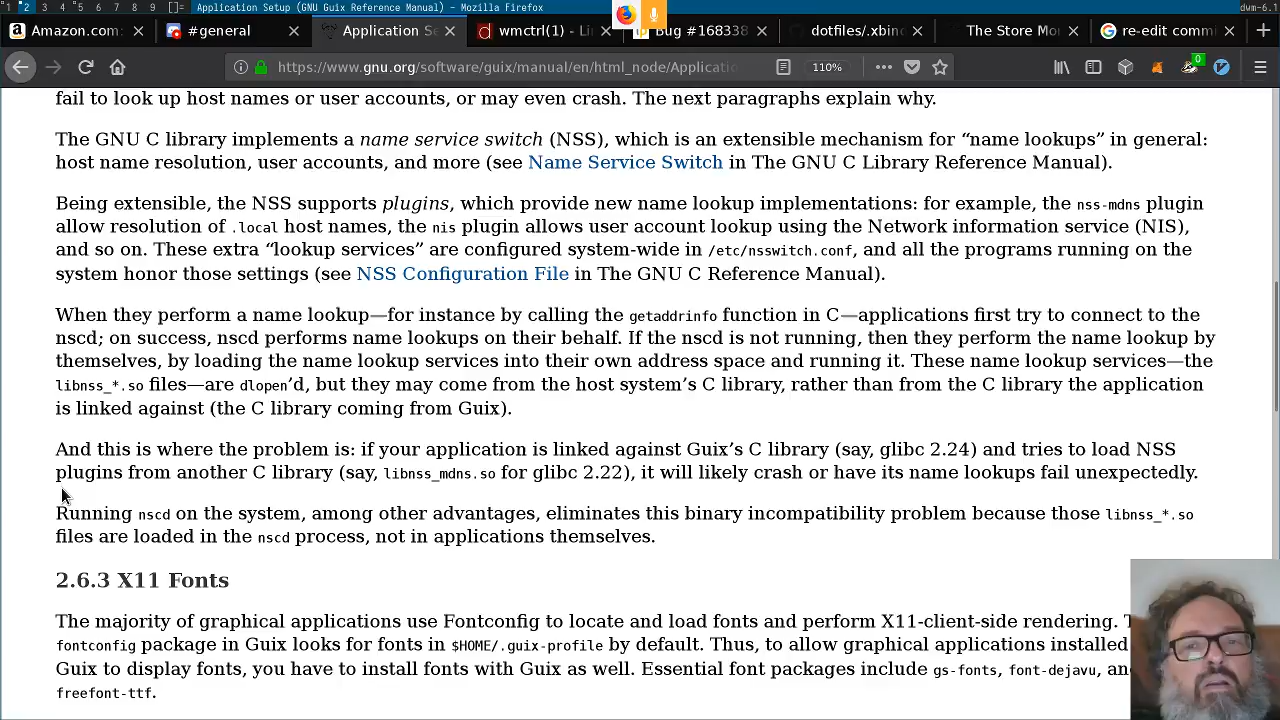 1 2 3 4 5 6 7 8 9 []= Application Setup (GNU Guix Reference Manual) - Mozilla Firefox dwm-6.1
Amazon.com: #general Application Se wmctrl(1) - Li Bug #168338 dotfiles/.xbin The Store Mo re-edit commi
https://www.gnu.org/software/guix/manual/en/html_node/Applicatio 110% 0
fail to look up host names or user accounts, or may even crash. The next paragraphs explain why.
The GNU C library implements a name service switch (NSS), which is an extensible mechanism for “name lookups” in general:
host name resolution, user accounts, and more (see Name Service Switch in The GNU C Library Reference Manual).
Being extensible, the NSS supports plugins, which provide new name lookup implementations: for example, the nss-mdns plugin
allow resolution of .local host names, the nis plugin allows user account lookup using the Network information service (NIS),
and so on. These extra “lookup services” are configured system-wide in /etc/nsswitch.conf, and all the programs running on the
system honor those settings (see NSS Configuration File in The GNU C Reference Manual).
When they perform a name lookup—for instance by calling the getaddrinfo function in C—applications first try to connect to the
nscd; on success, nscd performs name lookups on their behalf. If the nscd is not running, then they perform the name lookup by
themselves, by loading the name lookup services into their own address space and running it. These name lookup services—the
libnss_*.so files—are dlopen’d, but they may come from the host system’s C library, rather than from the C library the application
is linked against (the C library coming from Guix).
And this is where the problem is: if your application is linked against Guix’s C library (say, glibc 2.24) and tries to load NSS
plugins from another C library (say, libnss_mdns.so for glibc 2.22), it will likely crash or have its name lookups fail unexpectedly.
Running nscd on the system, among other advantages, eliminates this binary incompatibility problem because those libnss_*.so
files are loaded in the nscd process, not in applications themselves.
2.6.3 X11 Fonts
The majority of graphical applications use Fontconfig to locate and load fonts and perform X11-client-side rendering. T
fontconfig package in Guix looks for fonts in $HOME/.guix-profile by default. Thus, to allow graphical applications installed
Guix to display fonts, you have to install fonts with Guix as well. Essential font packages include gs-fonts, font-dejavu, an
freefont-ttf.